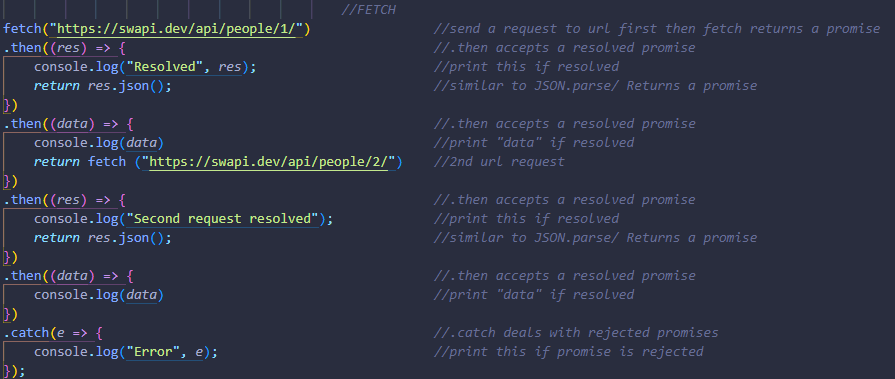 //FETCH
fetch("https://swapi.dev/api/people/1/") //send a request to url first then fetch returns a promise
.then((res) => { //.then accepts a resolved promise
console.log("Resolved", res); //print this if resolved
return res.json(); //similar to JSON.parse/ Returns a promise
})
.then((data) => { //.then accepts a resolved promise
console.log(data) //print "data" if resolved
return fetch ("https://swapi.dev/api/people/2/") //2nd url request
})
.then((res) => { //.then accepts a resolved promise
console.log("Second request resolved"); //print this if resolved
return res.json(); //similar to JSON.parse/ Returns a promise
})
.then((data) => { //.then accepts a resolved promise
console.log(data) //print "data" if resolved
})
.catch(e => { //.catch deals with rejected promises
console.log("Error", e); //print this if promise is rejected
});